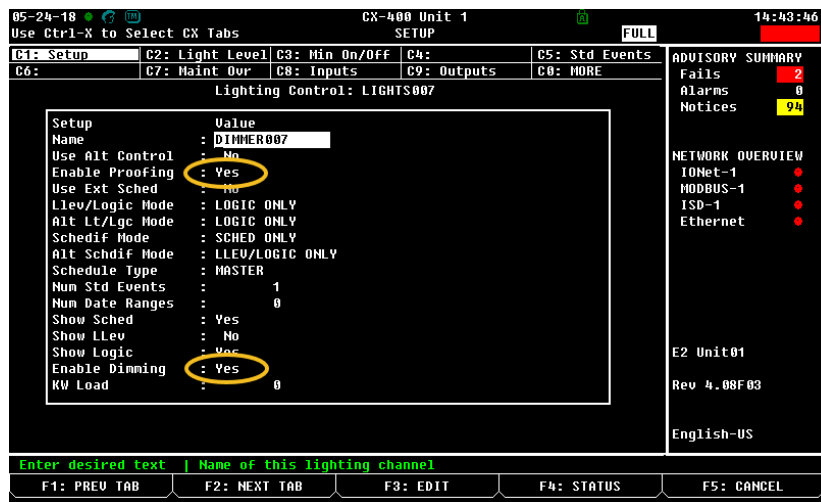 05-24-18 TM CX-400 Unit 1 14:43:46
Use Ctrl-X to Select CX Tabs SETUP FULL
C1: Setup C2: Light Level C3: Min On/Off C4: C5: Std Events
C6: C7: Maint Ovr C8: Inputs C9: Outputs C0: MORE
Lighting Control: LIGHTS007
Setup Value
Name : DIMMER007
Use Alt Control : No
Enable Proofing : Yes
Use Ext Sched : No
Llev/Logic Mode : LOGIC ONLY
Alt Lt/Lgc Mode : LOGIC ONLY
Schedif Mode : SCHED ONLY
Alt Schdif Mode : LLEV/LOGIC ONLY
Schedule Type : MASTER
Num Std Events : 1
Num Date Ranges : 0
Show Sched : Yes
Show LLev : No
Show Logic : Yes
Enable Dimming : Yes
KW Load : 0
ADVISORY SUMMARY
Fails 2
Alarms 0
Notices 94
NETWORK OVERVIEW
IONet-1
MODBUS-1
ISD-1
Ethernet
E2 Unit01
Rev 4.08F03
English-US
Enter desired text | Name of this lighting channel
F1: PREV TAB F2: NEXT TAB F3: EDIT F4: STATUS F5: CANCEL